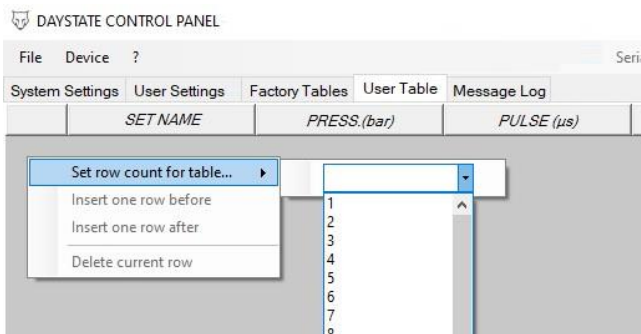 DAYSTATE CONTROL PANEL
File Device ?
System Settings User Settings Factory Tables User Table Message Log
SET NAME PRESS.(bar) PULSE (µs)
Set row count for table...
Insert one row before
Insert one row after
Delete current row
1
2
3
4
5
6
7
8